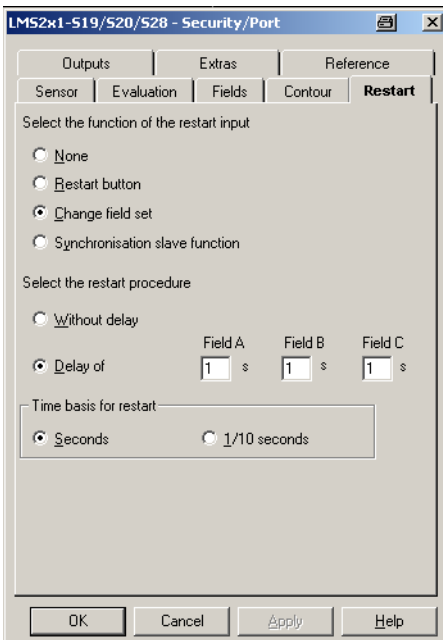 LMS2x1-S19/S20/S28 - Security/Port
Outputs Extras Reference
Sensor Evaluation Fields Contour Restart
Select the function of the restart input
None
Restart button
Change field set
Synchronisation slave function
Select the restart procedure
Without delay
Field A Field B Field C
Delay of 1 s 1 s 1 s
Time basis for restart
Seconds 1/10 seconds
OK Cancel Apply Help